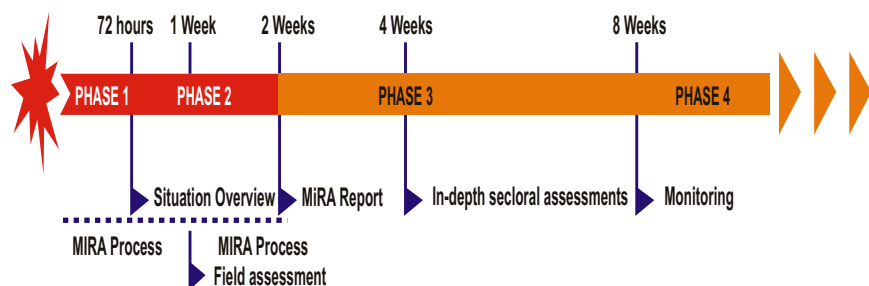 72 hours 1 Week 2 Weeks 4 Weeks 8 Weeks
PHASE 1 PHASE 2 PHASE 3 PHASE 4
Situation Overview MiRA Report In-depth secloral assessments Monitoring
MIRA Process MIRA Process
Field assessment